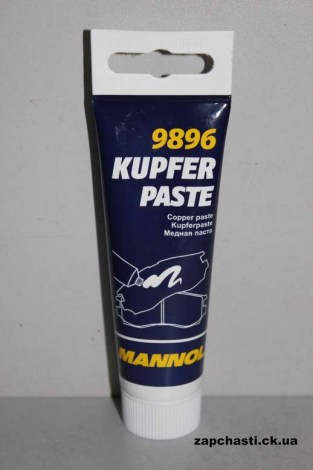 9896
KUPFER
PASTE
Copper paste
Kupferpaste
Медная паста
MANNOL
zapchasti.ck.ua